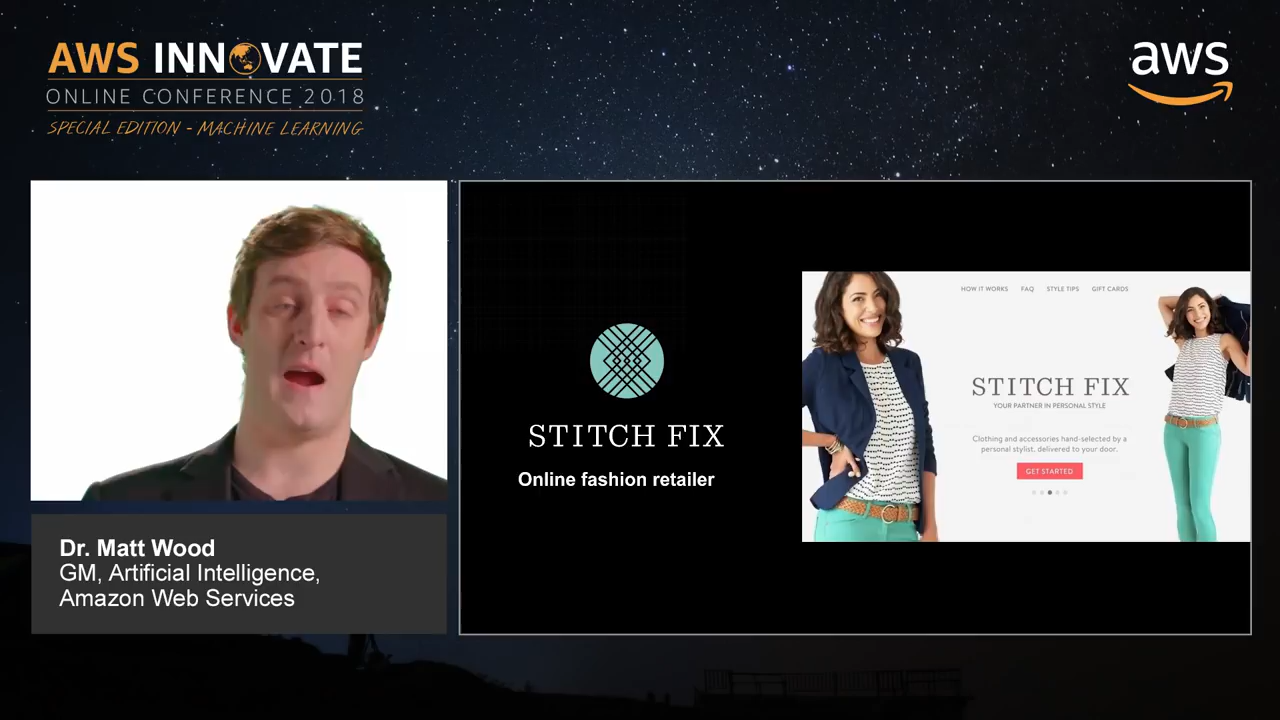 AWS INNOVATE
ONLINE CONFERENCE 2018
SPECIAL EDITION - MACHINE LEARNING
aws
Dr. Matt Wood
GM, Artificial Intelligence,
Amazon Web Services
STITCH FIX
Online fashion retailer
HOW IT WORKS FAQ STYLE TIPS GIFT CARDS
STITCH FIX
YOUR PARTNER IN PERSONAL STYLE
Clothing and accessories hand-selected by a
personal stylist, delivered to your door.
GET STARTED